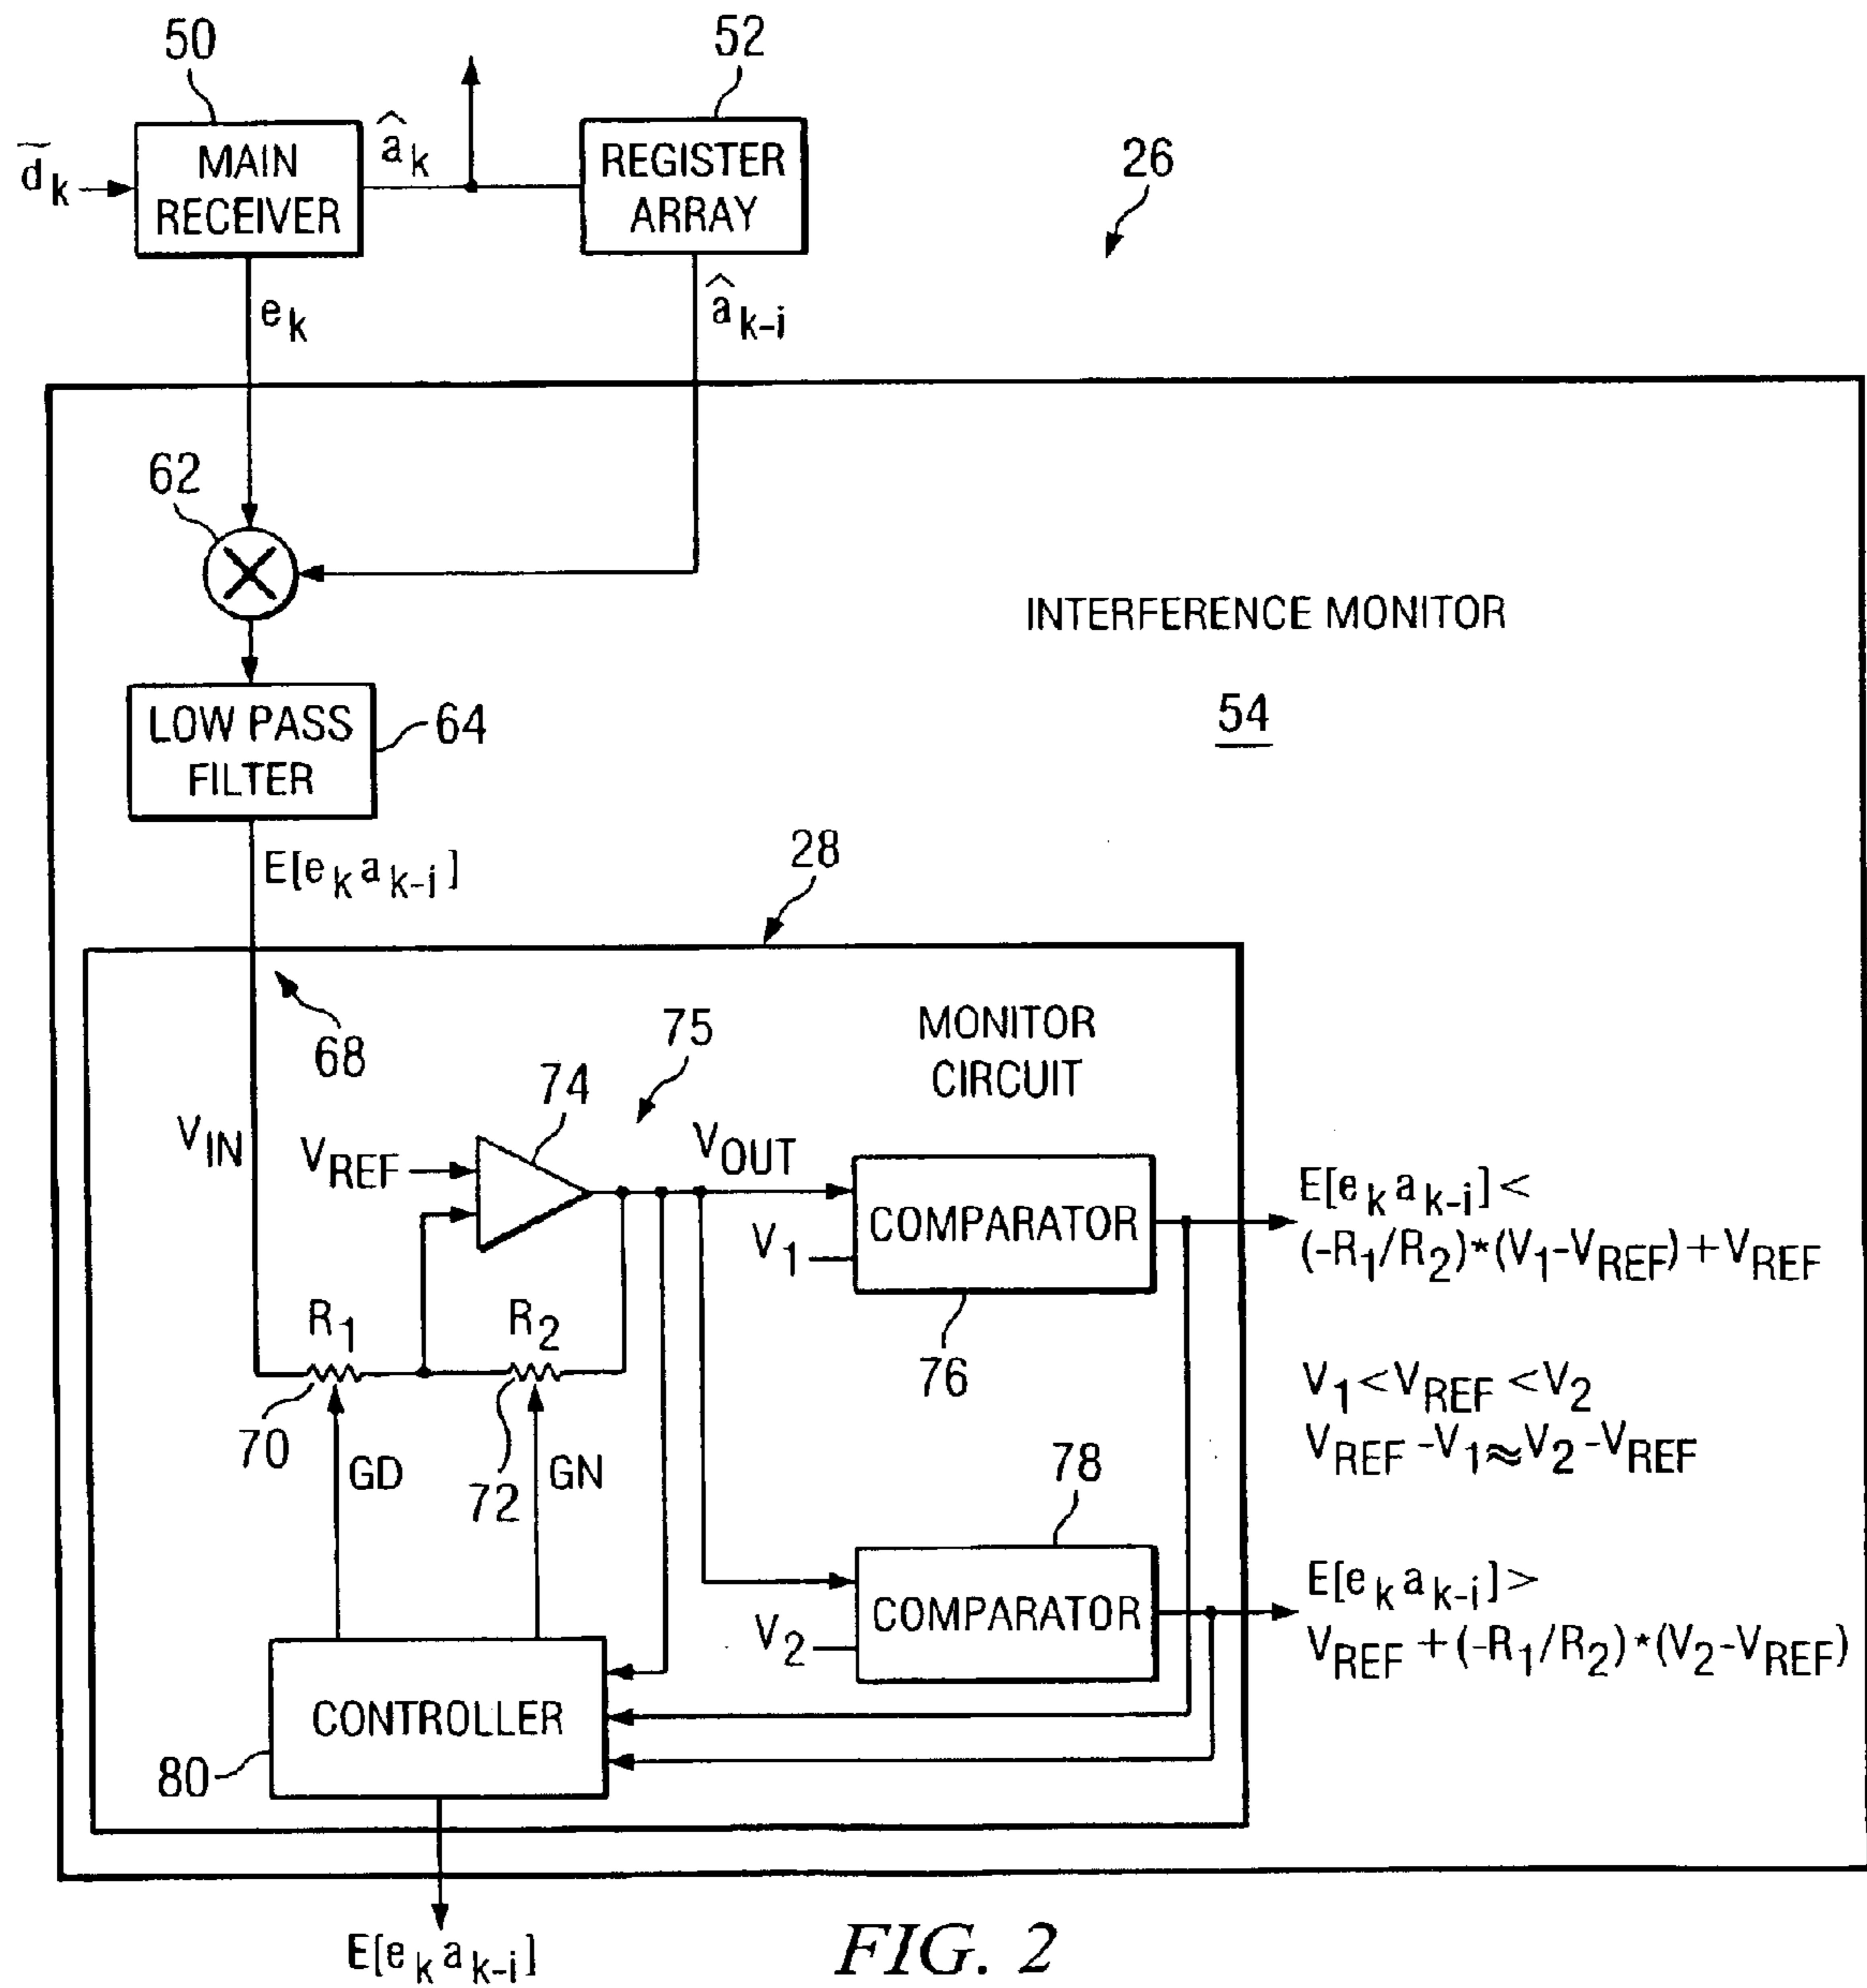 50
52
d̄k
MAIN
RECEIVER
âk
REGISTER
ARRAY
26
ek
âk-i
62
INTERFERENCE MONITOR
54
LOW PASS
FILTER
64
E[ek ak-i]
28
68
75
MONITOR
CIRCUIT
74
VIN
VREF
VOUT
V1
COMPARATOR
76
E[ek ak-i]<
(-R1/R2)*(V1-VREF)+VREF
R1
R2
70
72
GD
GN
V1<VREF<V2
VREF-V1≈V2-VREF
78
V2
COMPARATOR
E[ek ak-i]>
VREF+(-R1/R2)*(V2-VREF)
CONTROLLER
80
E[ek ak-i]
FIG. 2